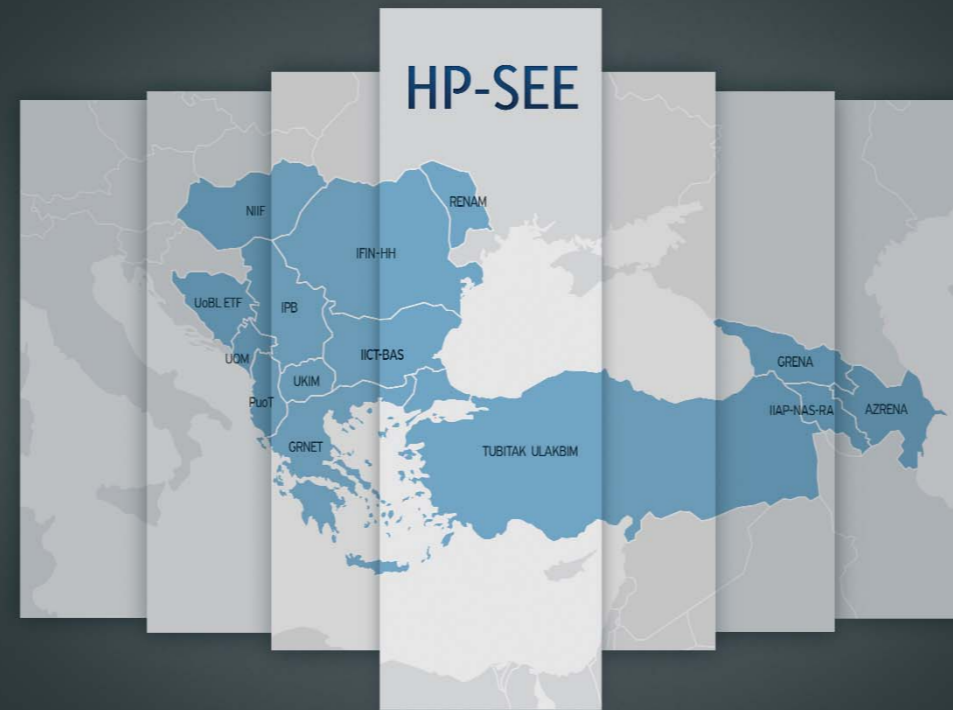 HP-SEE
RENAM
NIIF
IFIN-HH
UoBL ETF
IPB
UOM
IICT-BAS
UKIM
PuoT
GRNET
TUBITAK ULAKBIM
GRENA
IIAP-NAS-RA
AZRENA